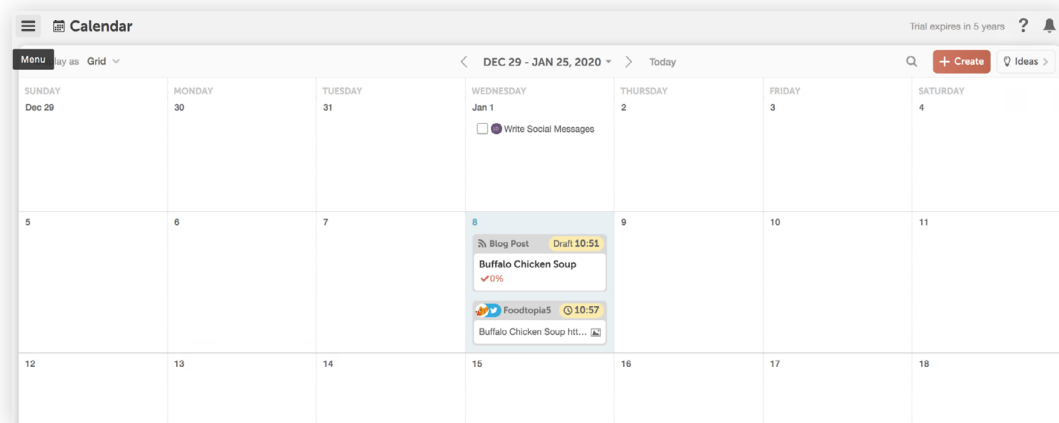 Calendar
Trial expires in 5 years ?
Menu lay as Grid
DEC 29 - JAN 25, 2020
Today
+ Create
Ideas
SUNDAY MONDAY TUESDAY WEDNESDAY THURSDAY FRIDAY SATURDAY
Dec 29 30 31 Jan 1 2 3 4
Write Social Messages
5 6 7 8 9 10 11
Blog Post Draft 10:51
Buffalo Chicken Soup
0%
Foodtopia5 10:57
Buffalo Chicken Soup htt...
12 13 14 15 16 17 18